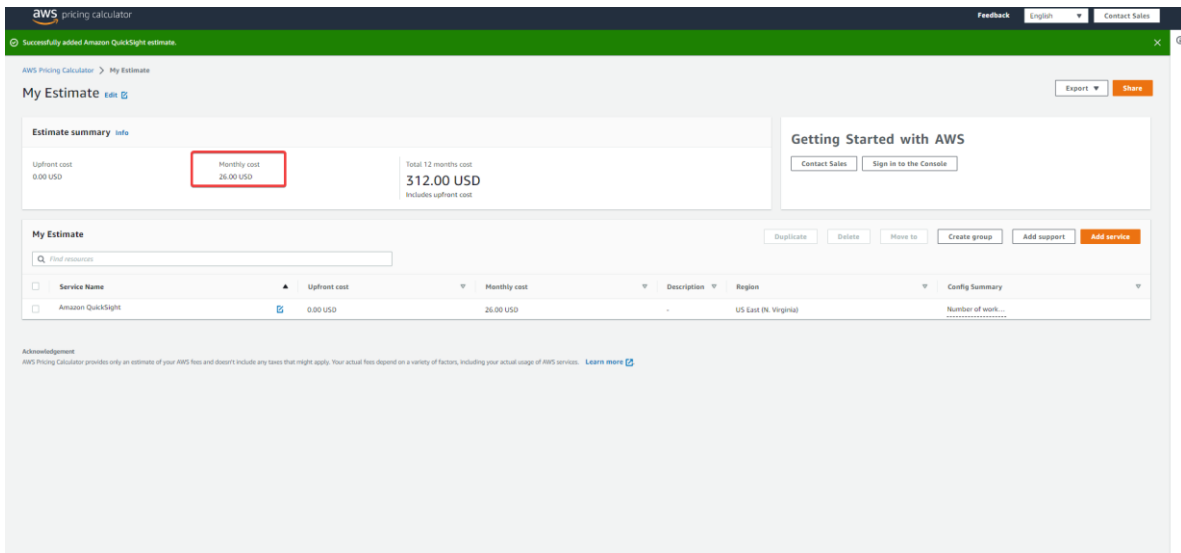 aws pricing calculator
Feedback
English
Contact Sales
Successfully added Amazon QuickSight estimate.
AWS Pricing Calculator > My Estimate
My Estimate Edit
Export
Share
Estimate summary Info
Upfront cost
0.00 USD
Monthly cost
26.00 USD
Total 12 months cost
312.00 USD
Includes upfront cost
Getting Started with AWS
Contact Sales
Sign in to the Console
My Estimate
Duplicate
Delete
Move to
Create group
Add support
Add service
Find resources
Service Name
Upfront cost
Monthly cost
Description
Region
Config Summary
Amazon QuickSight
0.00 USD
26.00 USD
-
US East (N. Virginia)
Number of work...
Acknowledgement
AWS Pricing Calculator provides only an estimate of your AWS fees and doesn't include any taxes that might apply. Your actual fees depend on a variety of factors, including your actual usage of AWS services. Learn more